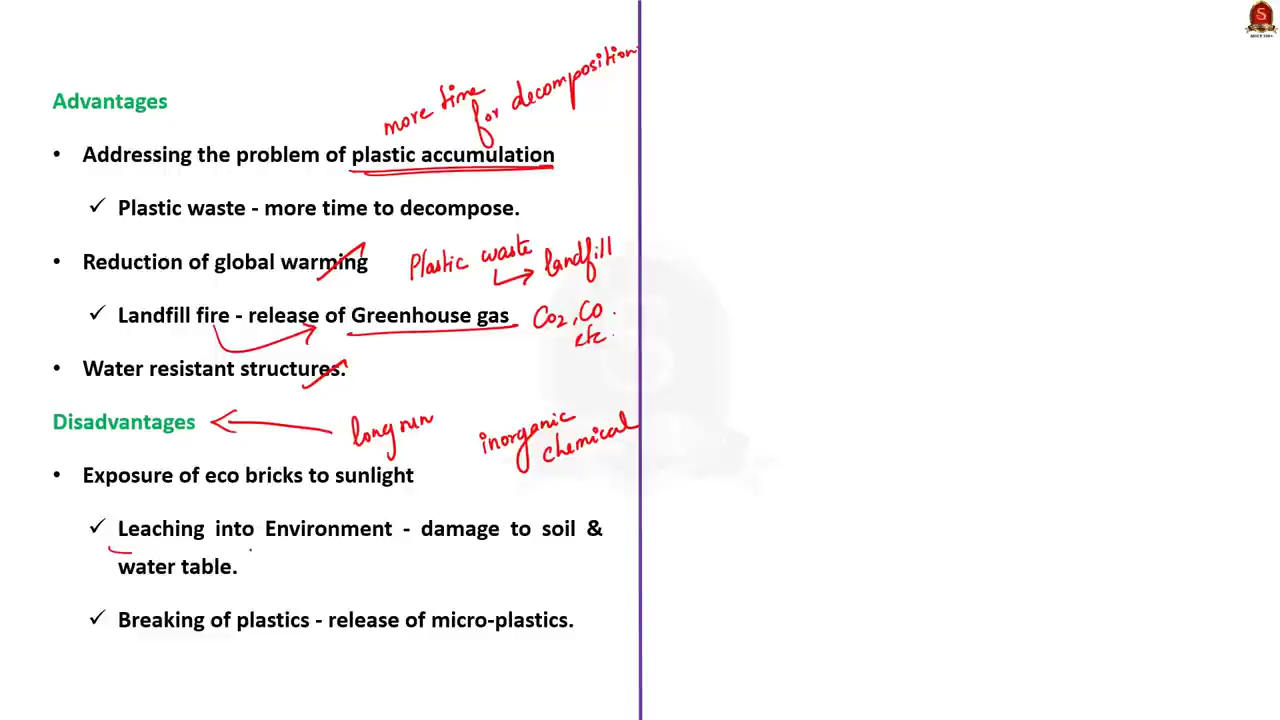 Advantages
more time for decomposition
• Addressing the problem of plastic accumulation
✓ Plastic waste - more time to decompose.
• Reduction of global warming
Plastic waste
landfill
✓ Landfill fire - release of Greenhouse gas
CO2, CO
etc.
• Water resistant structures.
Disadvantages
long run
inorganic
chemical
• Exposure of eco bricks to sunlight
✓ Leaching into Environment - damage to soil &
water table.
✓ Breaking of plastics - release of micro-plastics.